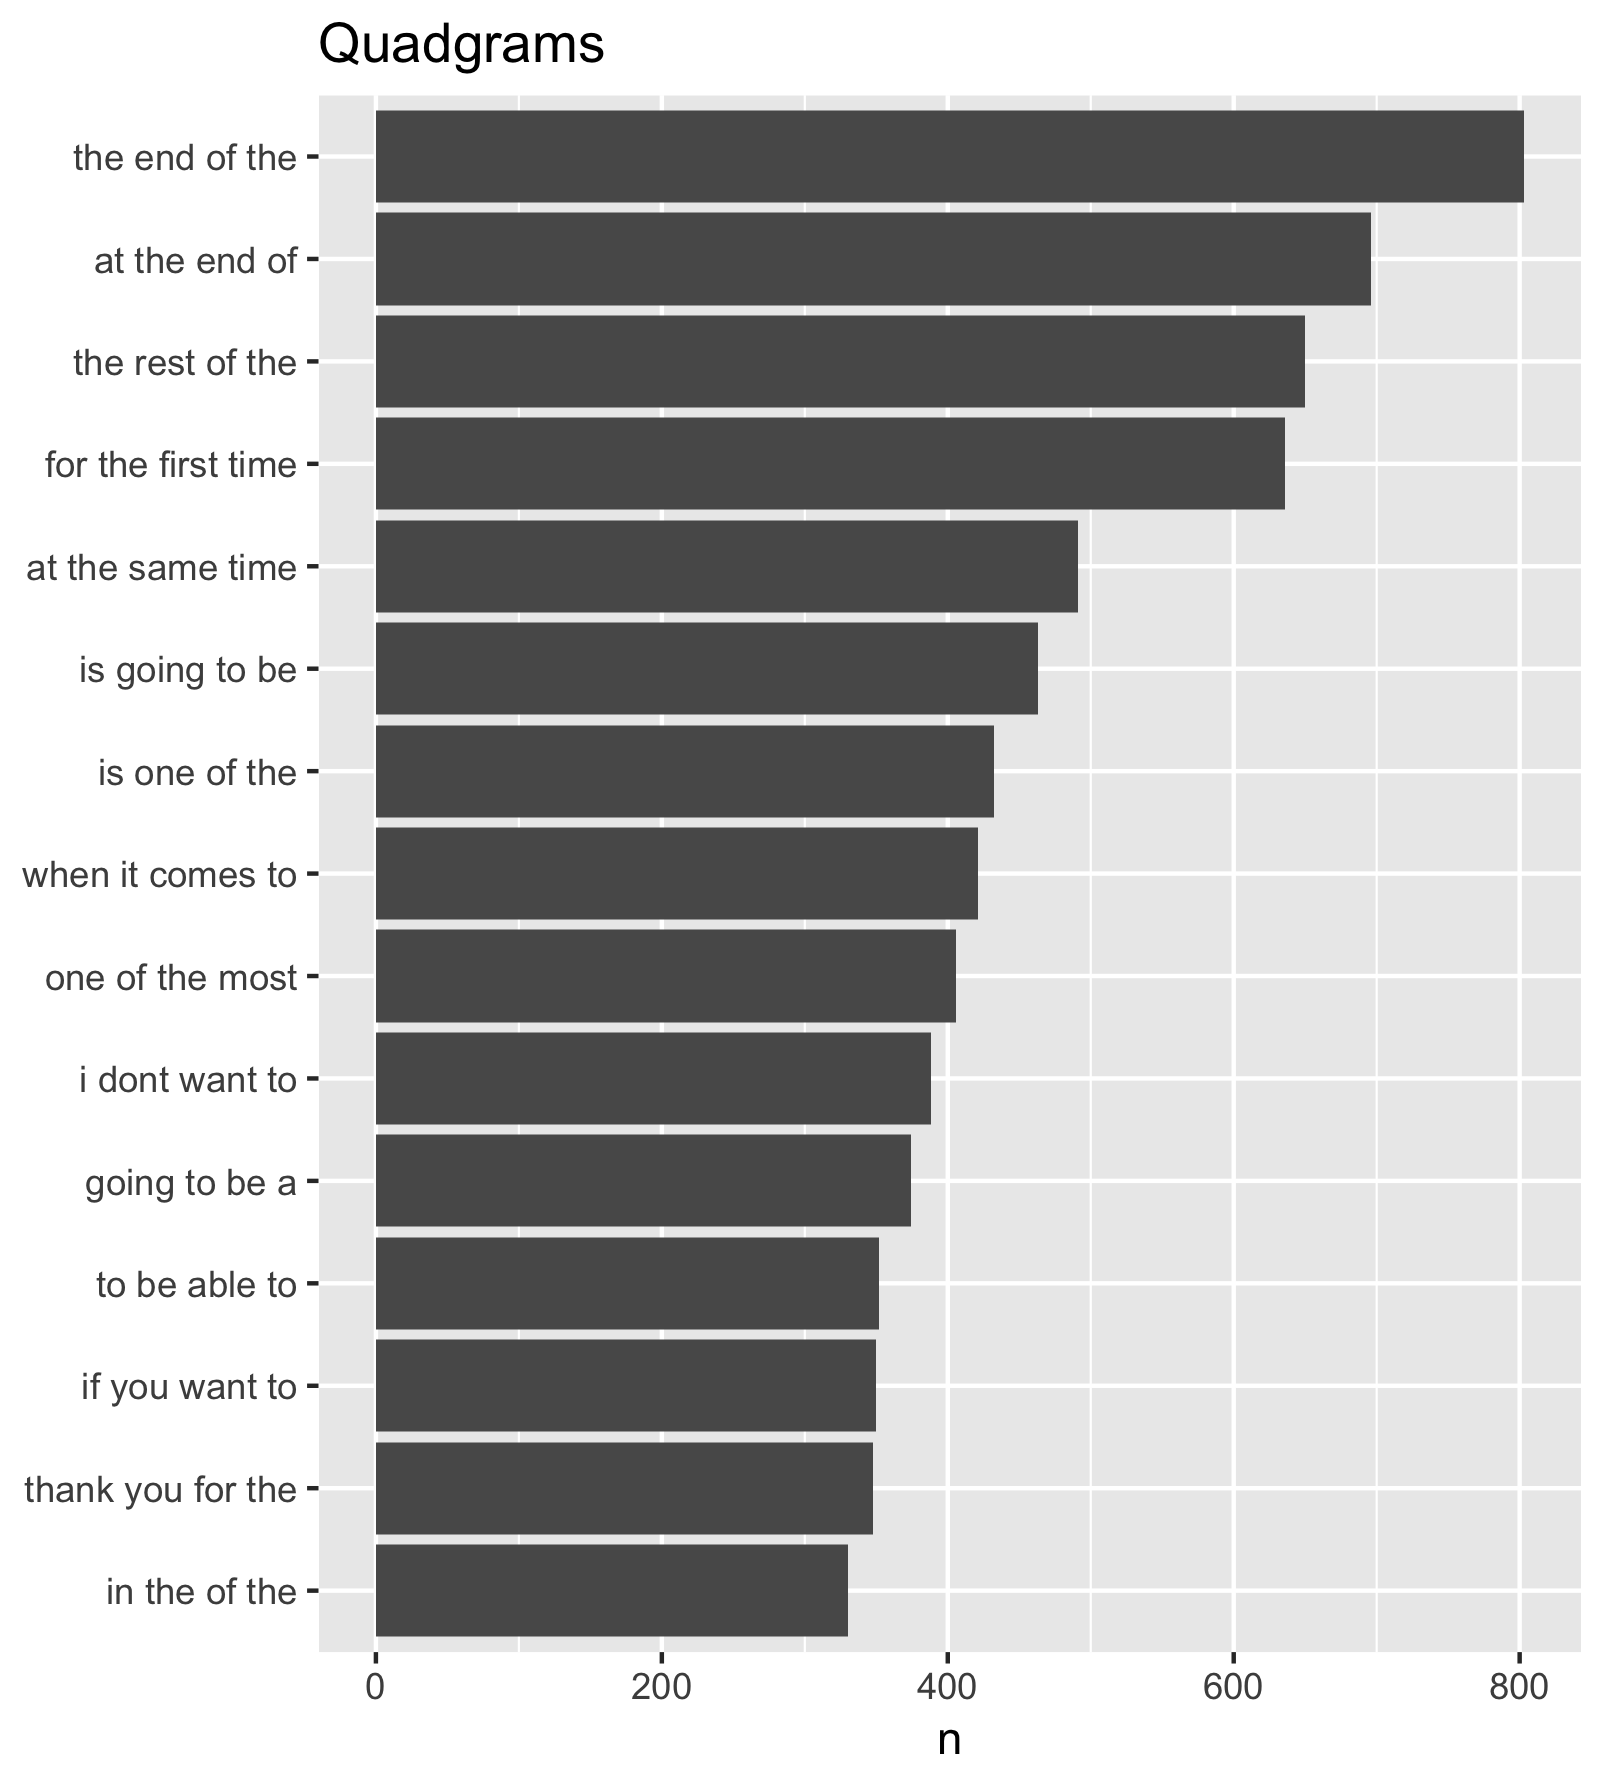 Quadgrams
the end of the
at the end of
the rest of the
for the first time
at the same time
is going to be
is one of the
when it comes to
one of the most
i dont want to
going to be a
to be able to
if you want to
thank you for the
in the of the
0 200 400 600 800
n